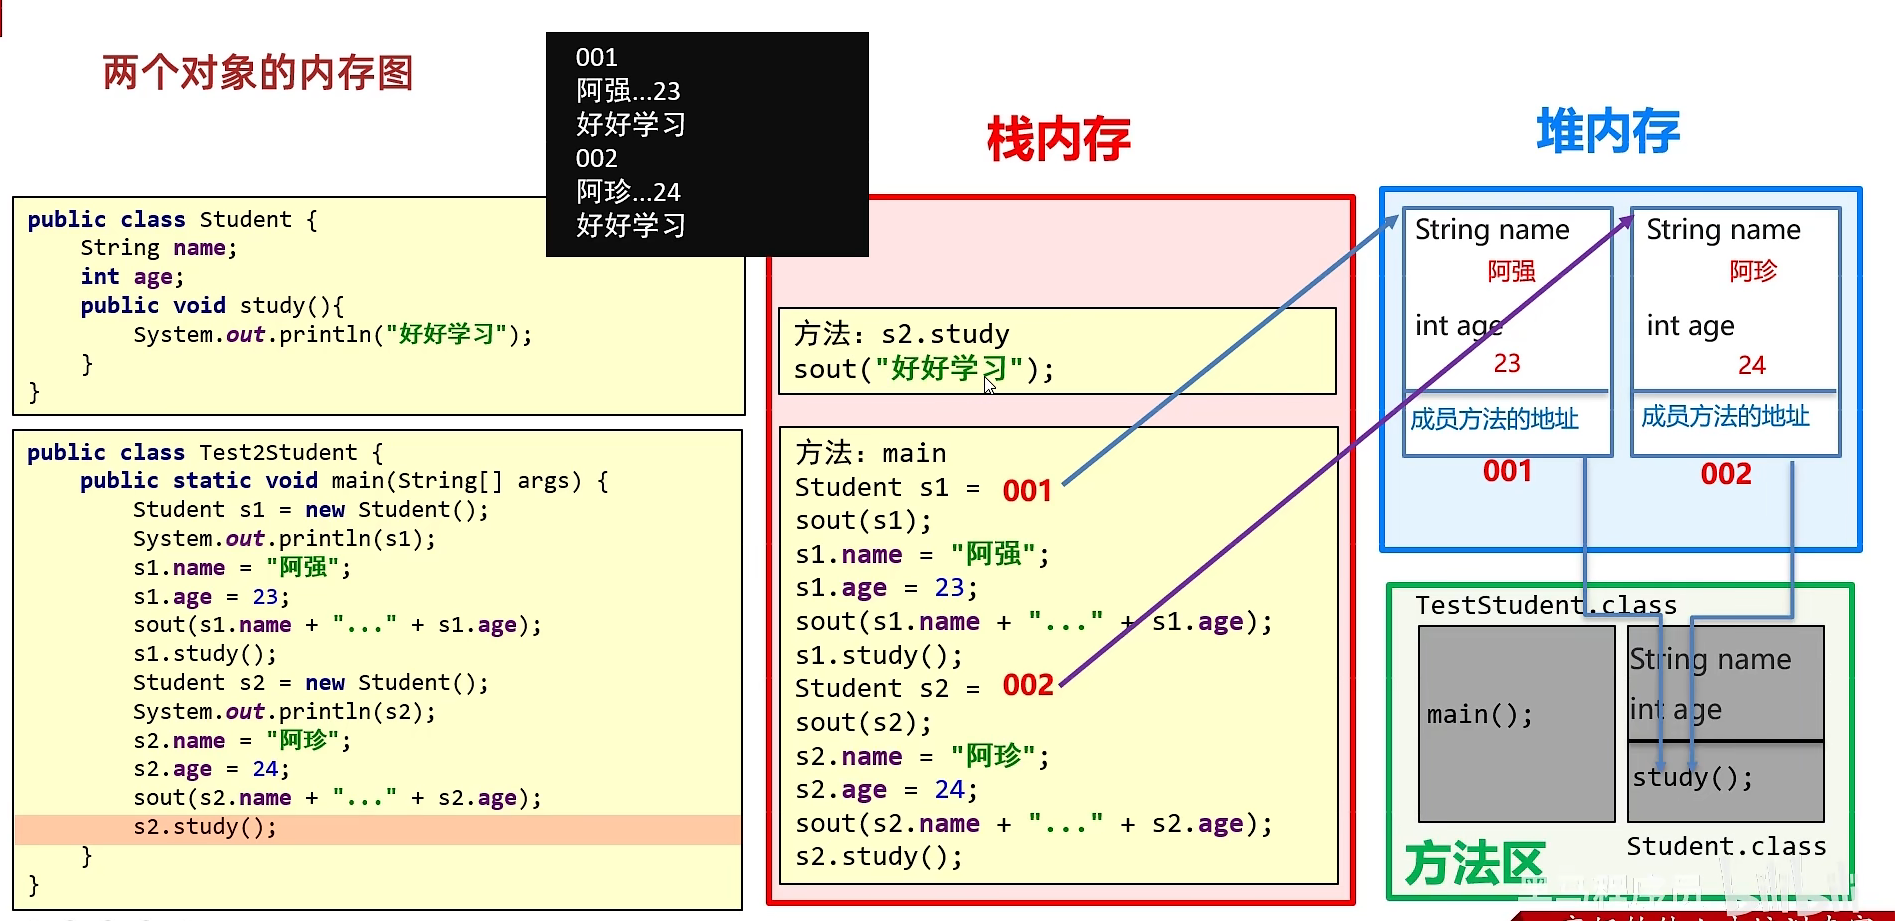 两个对象的内存图
001
阿强...23
好好学习
002
阿珍...24
好好学习
public class Student {
String name;
int age;
public void study(){
System.out.println("好好学习");
}
}
public class Test2Student {
public static void main(String[] args) {
Student s1 = new Student();
System.out.println(s1);
s1.name = "阿强";
s1.age = 23;
sout(s1.name + "..." + s1.age);
s1.study();
Student s2 = new Student();
System.out.println(s2);
s2.name = "阿珍";
s2.age = 24;
sout(s2.name + "..." + s2.age);
s2.study();
}
}
栈内存
方法：s2.study
sout("好好学习");
方法：main
Student s1 = 001
sout(s1);
s1.name = "阿强";
s1.age = 23;
sout(s1.name + "..." + s1.age);
s1.study();
Student s2 = 002
sout(s2);
s2.name = "阿珍";
s2.age = 24;
sout(s2.name + "..." + s2.age);
s2.study();
堆内存
String name
阿强
int age
23
成员方法的地址
001
String name
阿珍
int age
24
成员方法的地址
002
TestStudent.class
main();
String name
int age
study();
Student.class
方法区